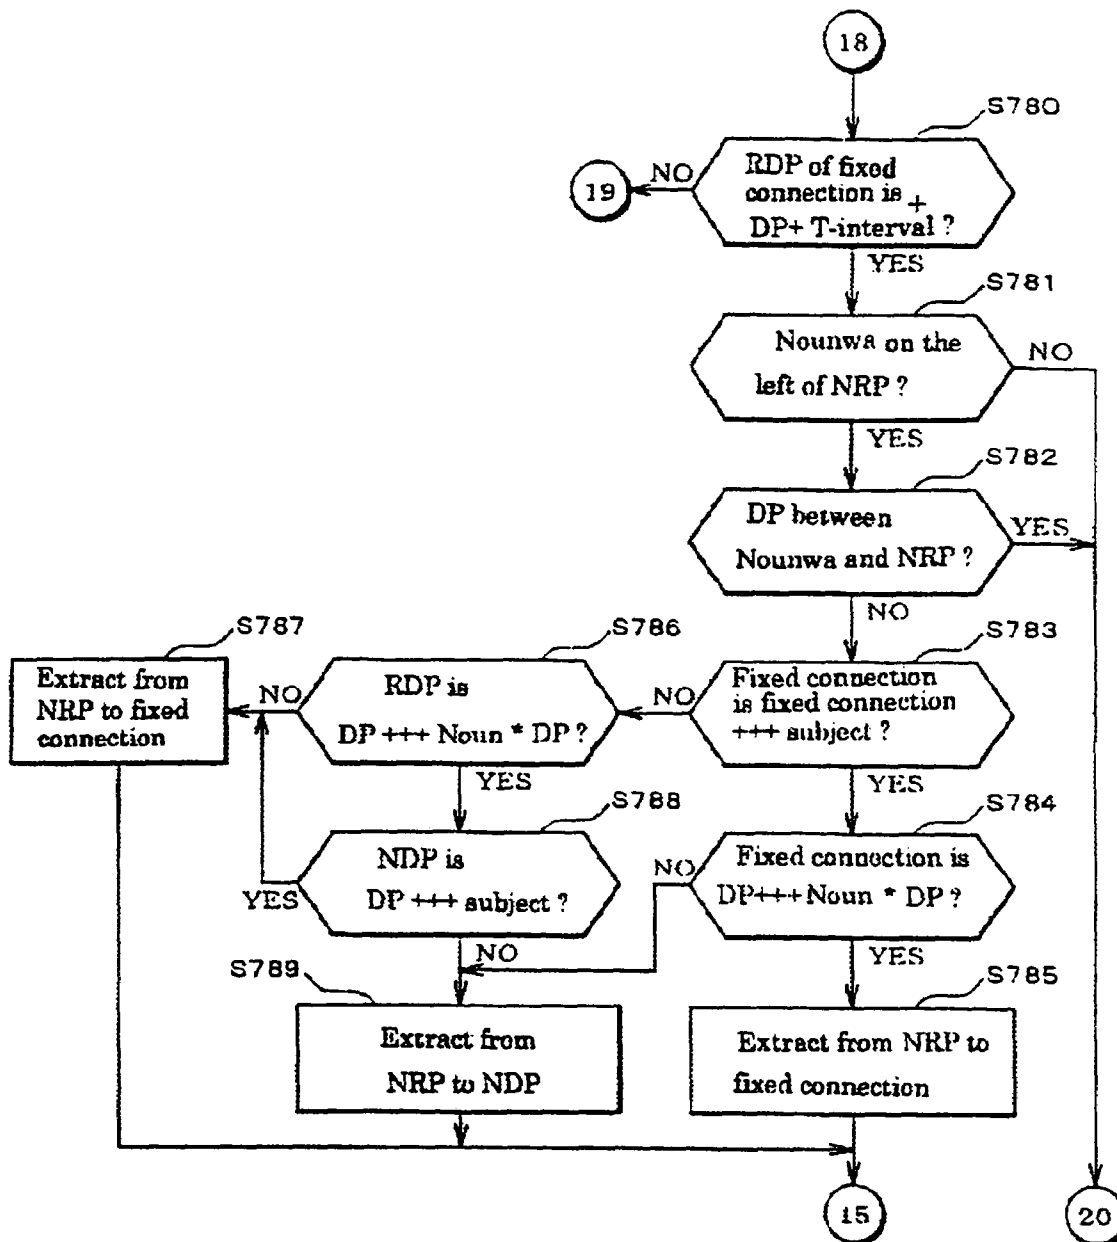 18
S780
RDP of fixed
connection is +
DP+ T-interval ?
NO
19
YES
S781
Nounwa on the
left of NRP ?
NO
YES
S782
DP between
Nounwa and NRP ?
YES
NO
S783
Fixed connection
is fixed connection
+++ subject ?
NO
YES
S786
RDP is
DP +++ Noun * DP ?
NO
YES
S787
Extract from
NRP to fixed
connection
S788
NDP is
DP +++ subject ?
YES
NO
S784
Fixed connection is
DP+++ Noun * DP ?
NO
YES
S789
Extract from
NRP to NDP
S785
Extract from NRP to
fixed connection
15
20